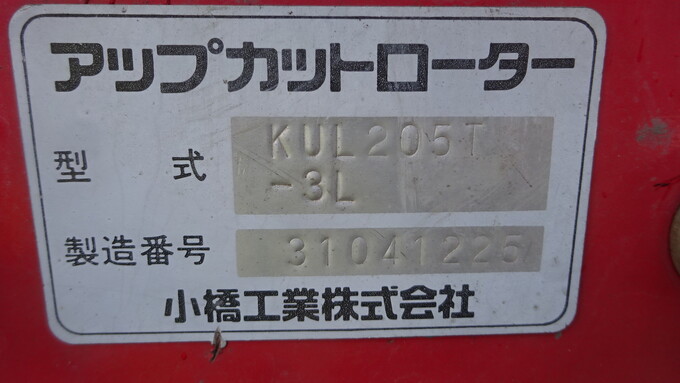 アップカットローター
型式 KUL205T
-3L
製造番号 31041225
小橋工業株式会社